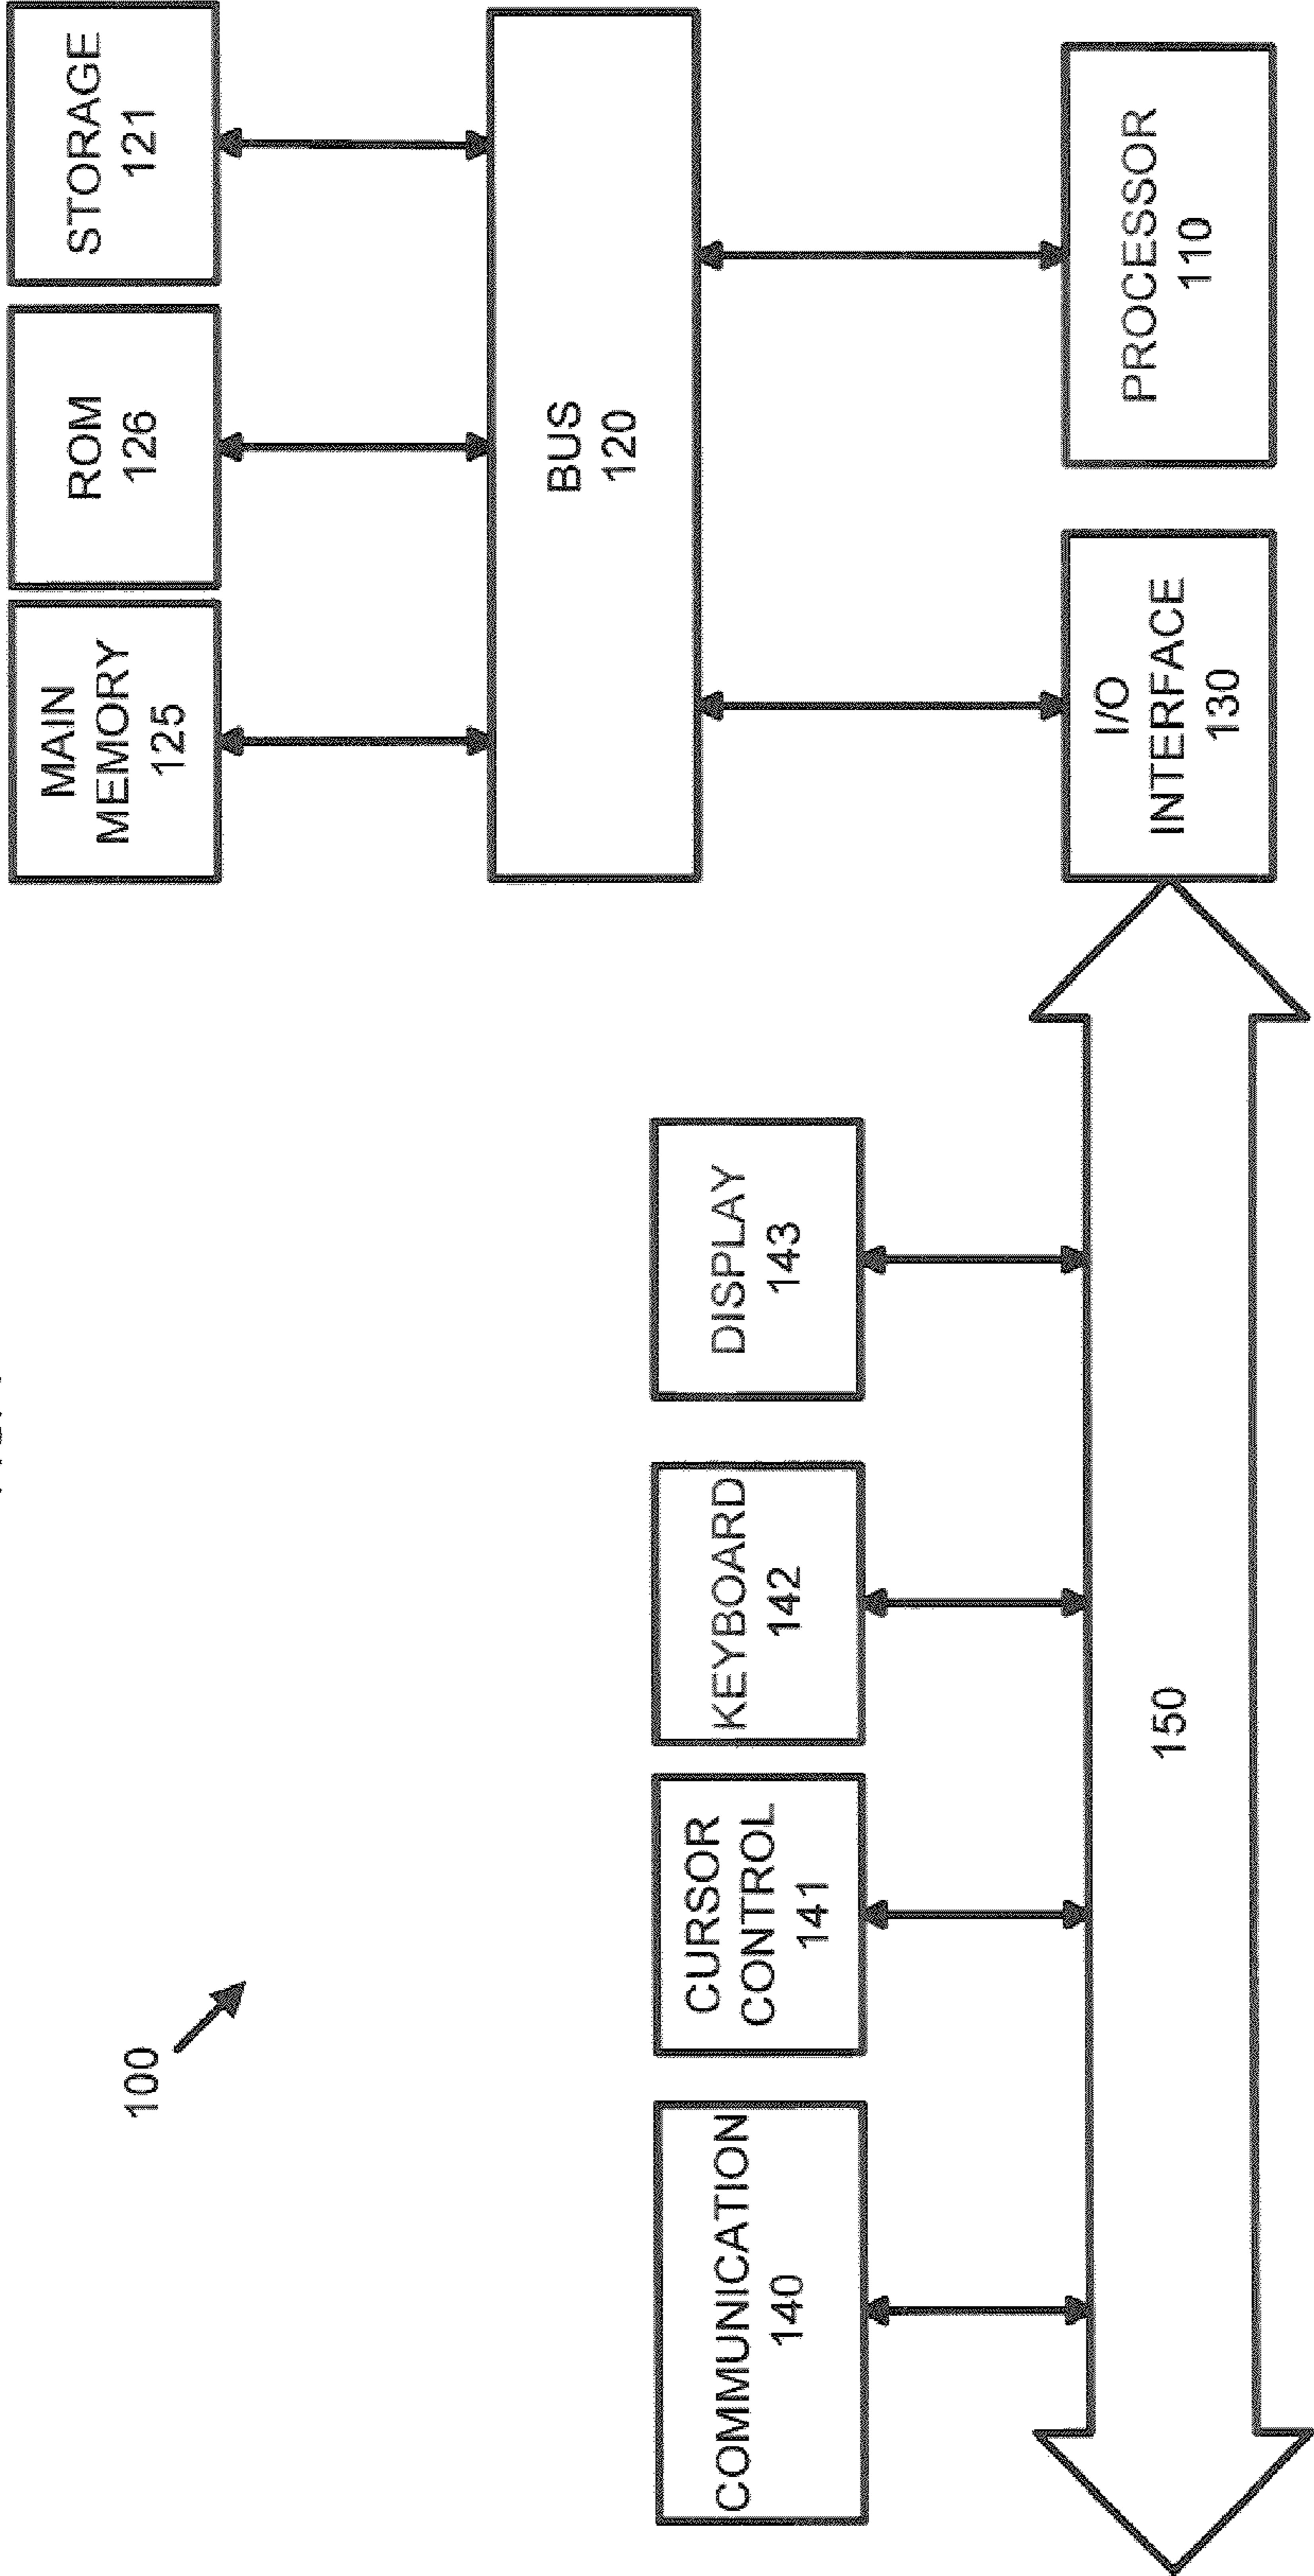 100
MAIN
MEMORY
125
ROM
126
STORAGE
121
BUS
120
COMMUNICATION
140
CURSOR
CONTROL
141
KEYBOARD
142
DISPLAY
143
150
I/O
INTERFACE
130
PROCESSOR
110